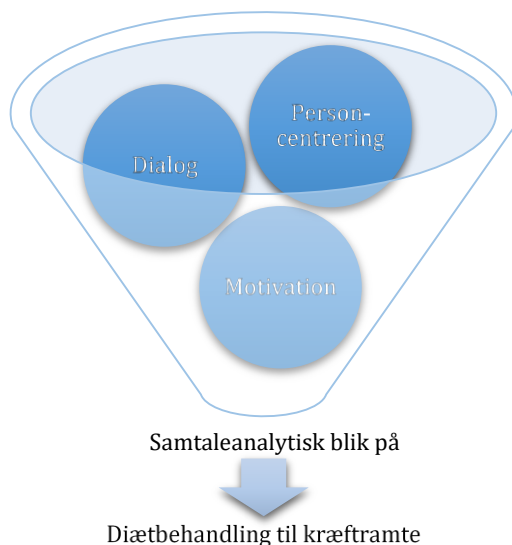 Person-
centrering
Dialog
Motivation
Samtaleanalytisk blik på
Diætbehandling til kræftramte